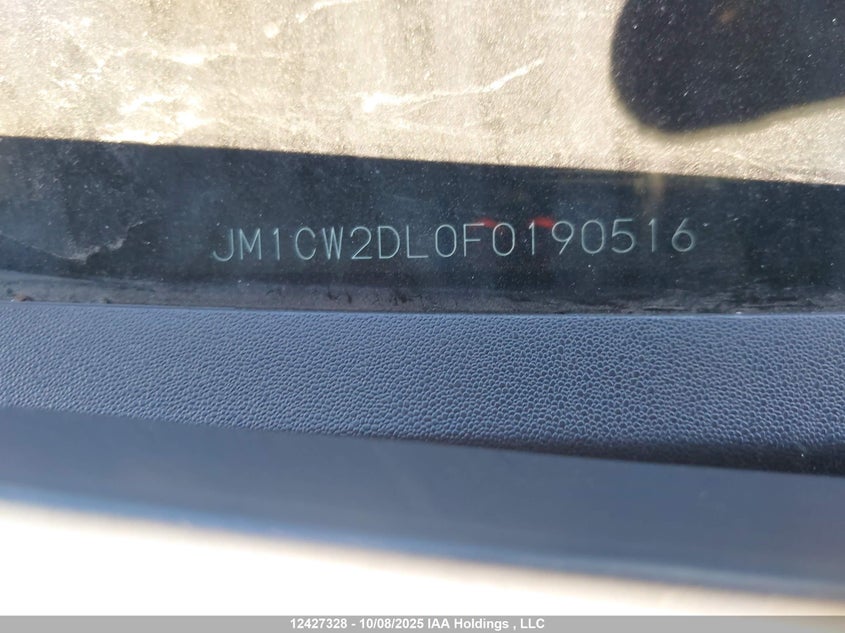 JM1CW2DL0F0190516
12427328 - 10/08/2025 IAA Holdings , LLC